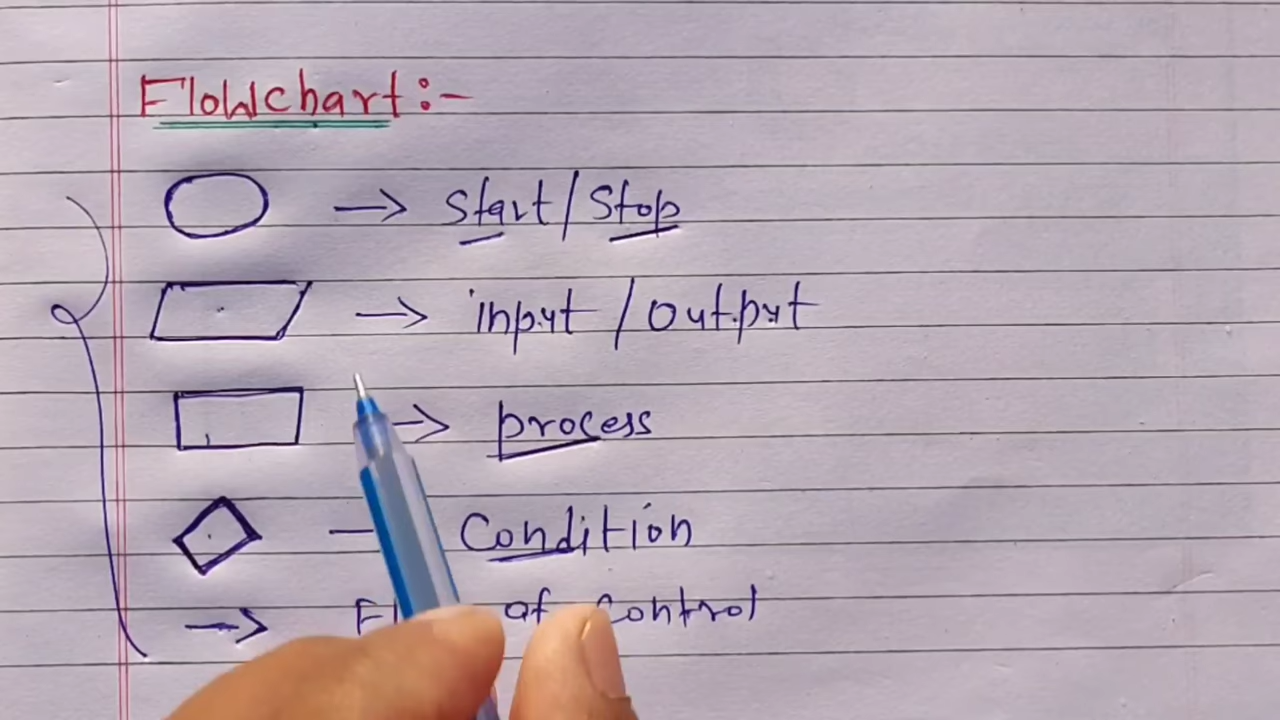 Flowchart:-
→ Start/Stop
→ input / output
→ process
Condition
→ of Control